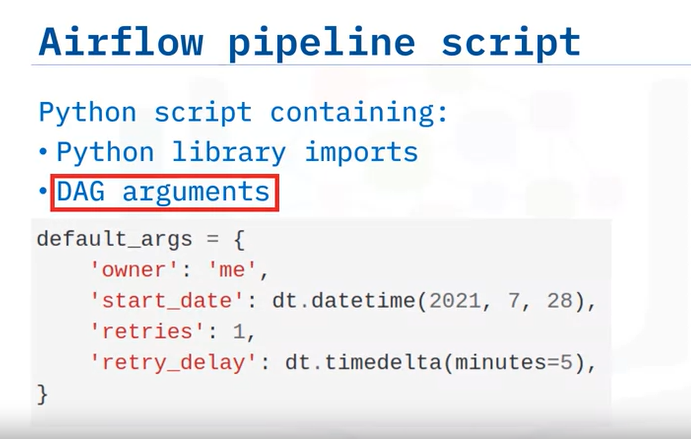 Airflow pipeline script
Python script containing:
• Python library imports
• DAG arguments
default_args = {
    'owner': 'me',
    'start_date': dt.datetime(2021, 7, 28),
    'retries': 1,
    'retry_delay': dt.timedelta(minutes=5),
}